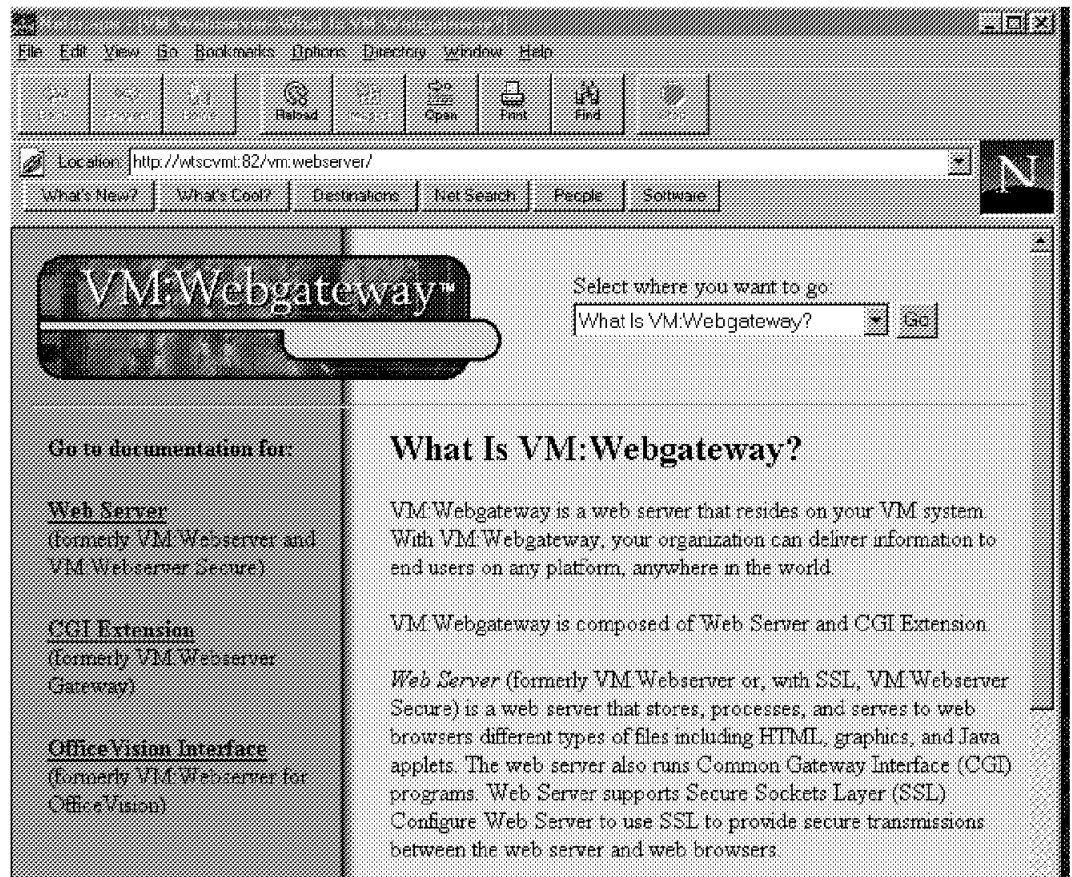 File Edit View Go Bookmarks Options Directory Window Help
Reload Open Print Find
Location: http://wtscvmt:82/vm:webserver/
What's New? What's Cool? Destinations Net Search People Software
N
VM:Webgateway™
Select where you want to go:
What Is VM:Webgateway? Go
Go to documentation for:
Web Server
(formerly VM:Webserver and
VM:Webserver Secure)
CGI Extension
(formerly VM:Webserver
Gateway)
OfficeVision Interface
(formerly VM:Webserver for
OfficeVision)
What Is VM:Webgateway?
VM:Webgateway is a web server that resides on your VM system.
With VM:Webgateway, your organization can deliver information to
end users on any platform, anywhere in the world.
VM:Webgateway is composed of Web Server and CGI Extension.
Web Server (formerly VM:Webserver or, with SSL, VM:Webserver
Secure) is a web server that stores, processes, and serves to web
browsers different types of files including HTML, graphics, and Java
applets. The web server also runs Common Gateway Interface (CGI)
programs. Web Server supports Secure Sockets Layer (SSL).
Configure Web Server to use SSL to provide secure transmissions
between the web server and web browsers.